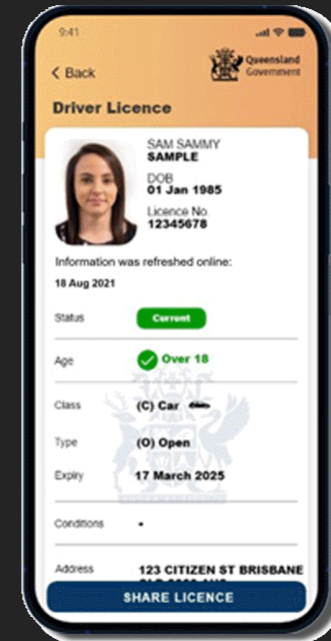 9:41
Back
Queensland
Government
Driver Licence
SAM SAMMY
SAMPLE
DOB
01 Jan 1985
Licence No.
12345678
Information was refreshed online:
18 Aug 2021
Status Current
Age Over 18
Class (C) Car
Type (O) Open
Expiry 17 March 2025
Conditions -
Address 123 CITIZEN ST BRISBANE
SHARE LICENCE